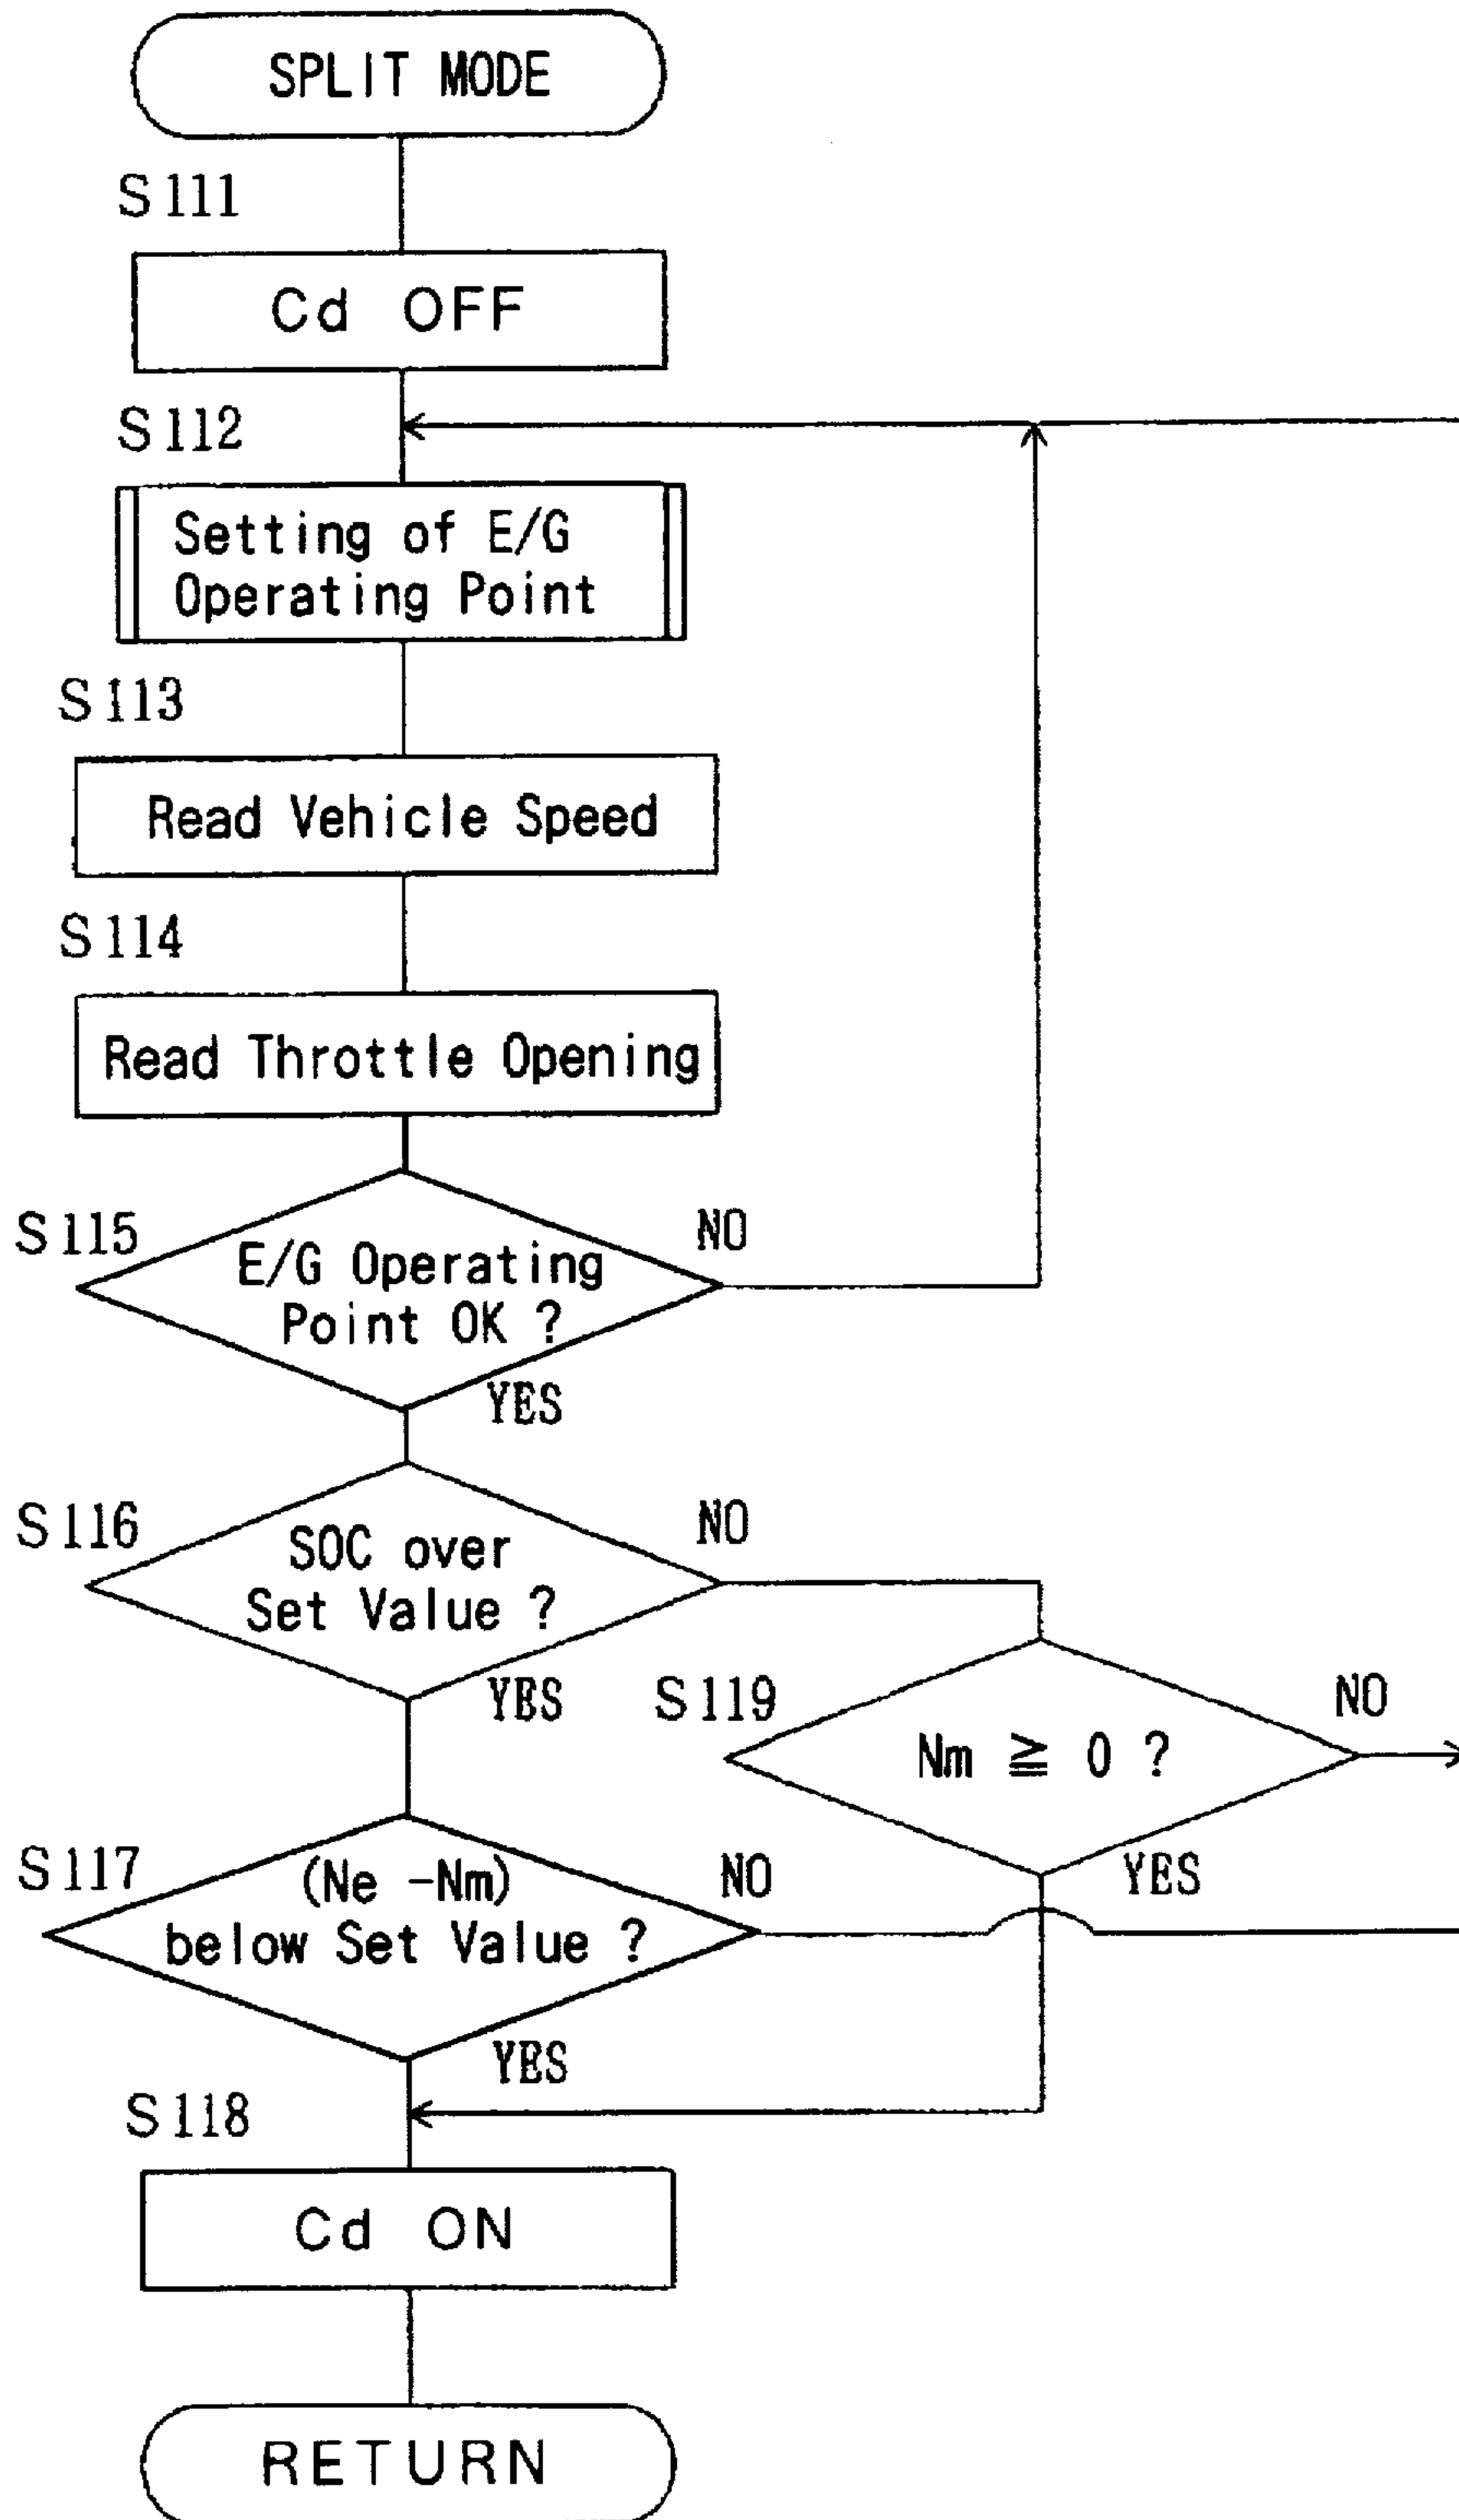 SPLIT MODE
S111
Cd OFF
S112
Setting of E/G
Operating Point
S113
Read Vehicle Speed
S114
Read Throttle Opening
S115
E/G Operating
Point OK ?
NO
YES
S116
SOC over
Set Value ?
NO
YES
S119
Nm ≧ 0 ?
NO
YES
S117
(Ne -Nm)
below Set Value ?
NO
YES
S118
Cd ON
RETURN